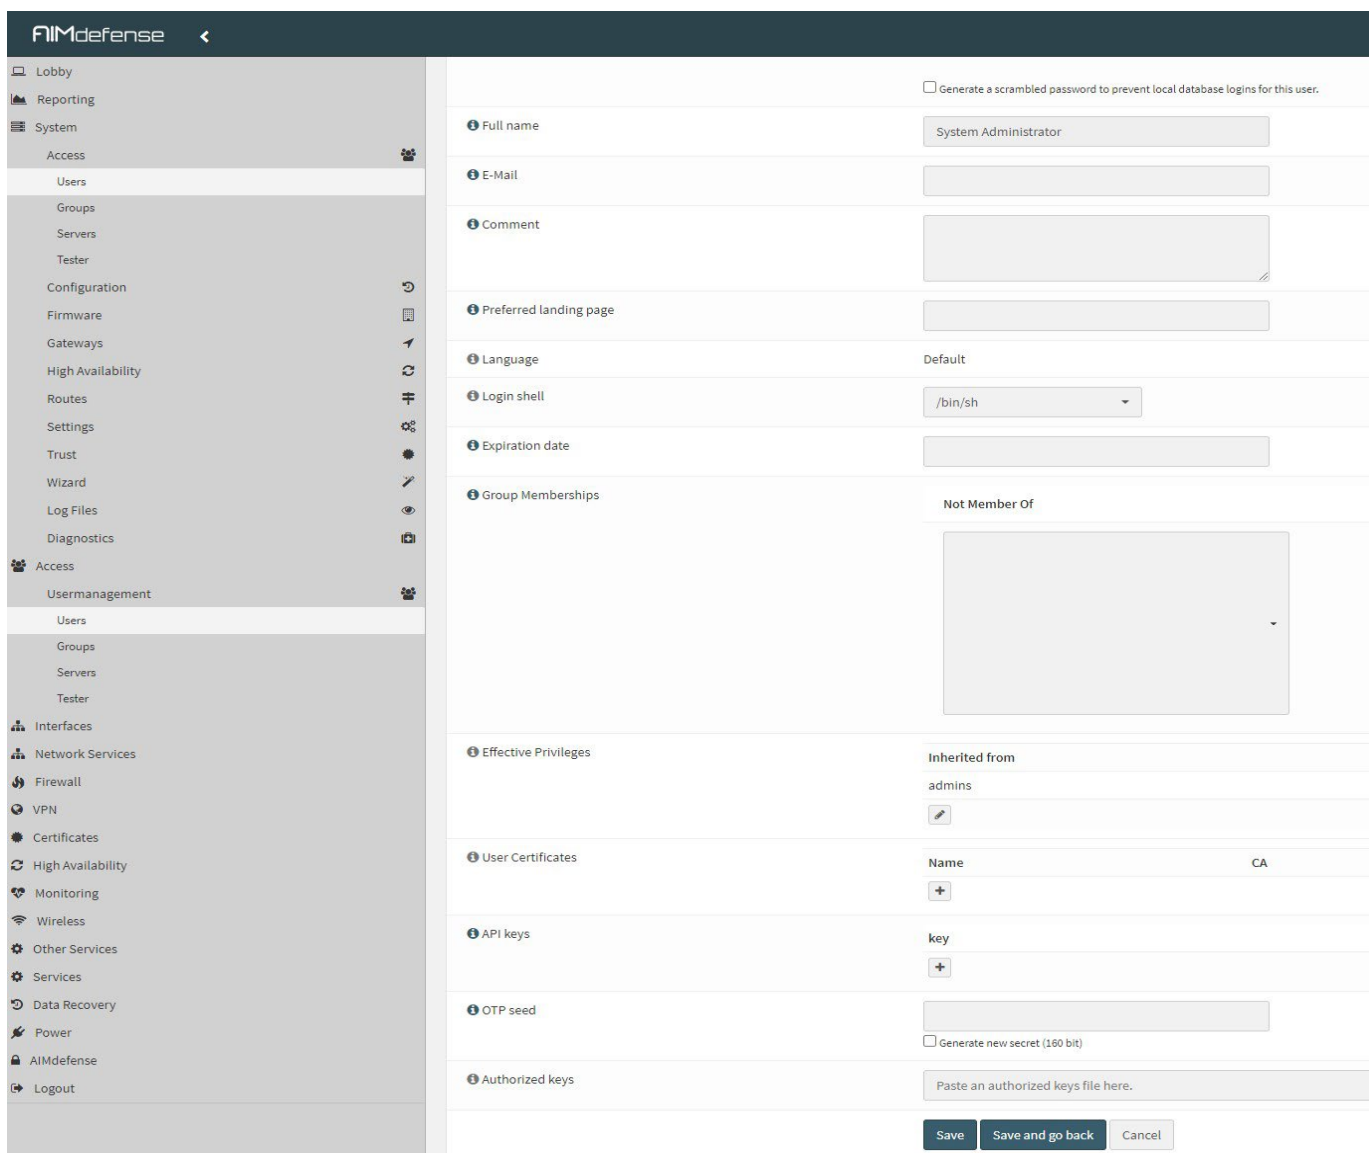 AIMdefense
Lobby
Reporting
System
Access
Users
Groups
Servers
Tester
Configuration
Firmware
Gateways
High Availability
Routes
Settings
Trust
Wizard
Log Files
Diagnostics
Access
Usermanagement
Users
Groups
Servers
Tester
Interfaces
Network Services
Firewall
VPN
Certificates
High Availability
Monitoring
Wireless
Other Services
Services
Data Recovery
Power
AIMdefense
Logout
Generate a scrambled password to prevent local database logins for this user.
Full name
System Administrator
E-Mail
Comment
Preferred landing page
Language
Default
Login shell
/bin/sh
Expiration date
Group Memberships
Not Member Of
Effective Privileges
Inherited from
admins
User Certificates
Name CA
API keys
key
OTP seed
Generate new secret (160 bit)
Authorized keys
Paste an authorized keys file here.
Save Save and go back Cancel